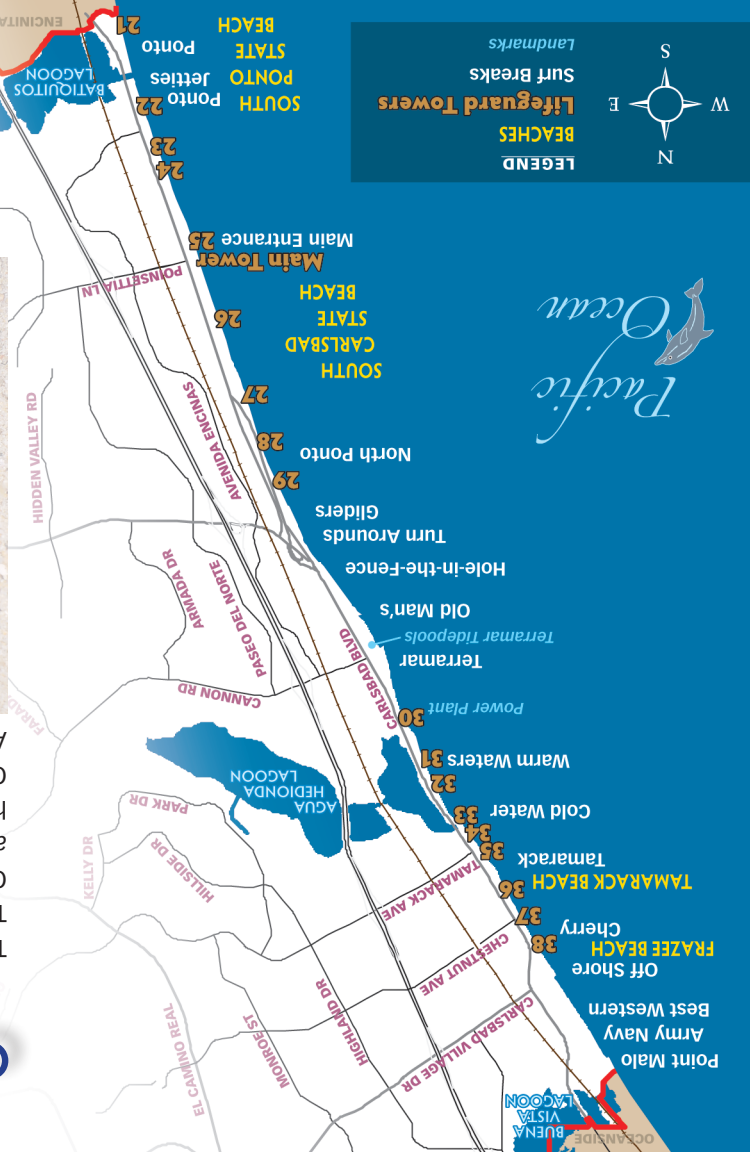 OCEANSIDE
BUENA
VISTA
LAGOON
Point Malo
Army Navy
Best Western
Off Shore
FRAZEE BEACH
38
Cherry
37
TAMARACK BEACH
36
Tamarack
35
34
Cold Water 33
32
Warm Waters 31
Power Plant
30
Terramar
Terramar Tidepools
Old Man's
Hole-in-the-Fence
Turn Arounds
Gliders
29
North Ponto
28
27
SOUTH
CARLSBAD
STATE
BEACH
26
Main Tower
Main Entrance 25
24
23
SOUTH
PONTO
STATE
BEACH
Ponto
Jetties
22
Ponto
21
CARLSBAD VILLAGE DR
CHESTNUT AVE
TAMARACK AVE
HIGHLAND DR
MONROE ST
EL CAMINO REAL
HILLSIDE DR
KELLY DR
PARK DR
AGUA
HEDIONDA
LAGOON
CARLSBAD BLVD
CANNON RD
PASEO DEL NORTE
ARMADA DR
HIDDEN VALLEY RD
AVENIDA ENCINAS
POINSETTIA LN
BATIQUITOS
LAGOON
Pacific
Ocean
N
W
E
S
LEGEND
BEACHES
Lifeguard Towers
Surf Breaks
Landmarks